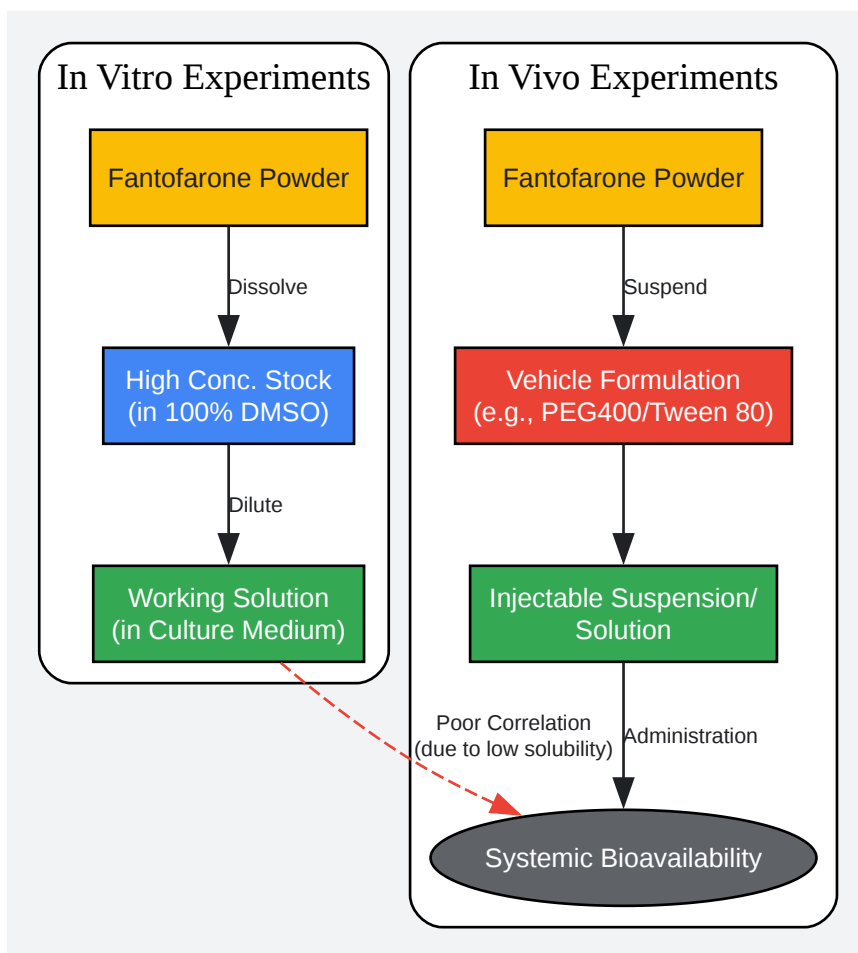 In Vitro Experiments
Fantofarone Powder
Dissolve
High Conc. Stock
(in 100% DMSO)
Dilute
Working Solution
(in Culture Medium)
In Vivo Experiments
Fantofarone Powder
Suspend
Vehicle Formulation
(e.g., PEG400/Tween 80)
Injectable Suspension/
Solution
Poor Correlation
(due to low solubility)
Administration
Systemic Bioavailability